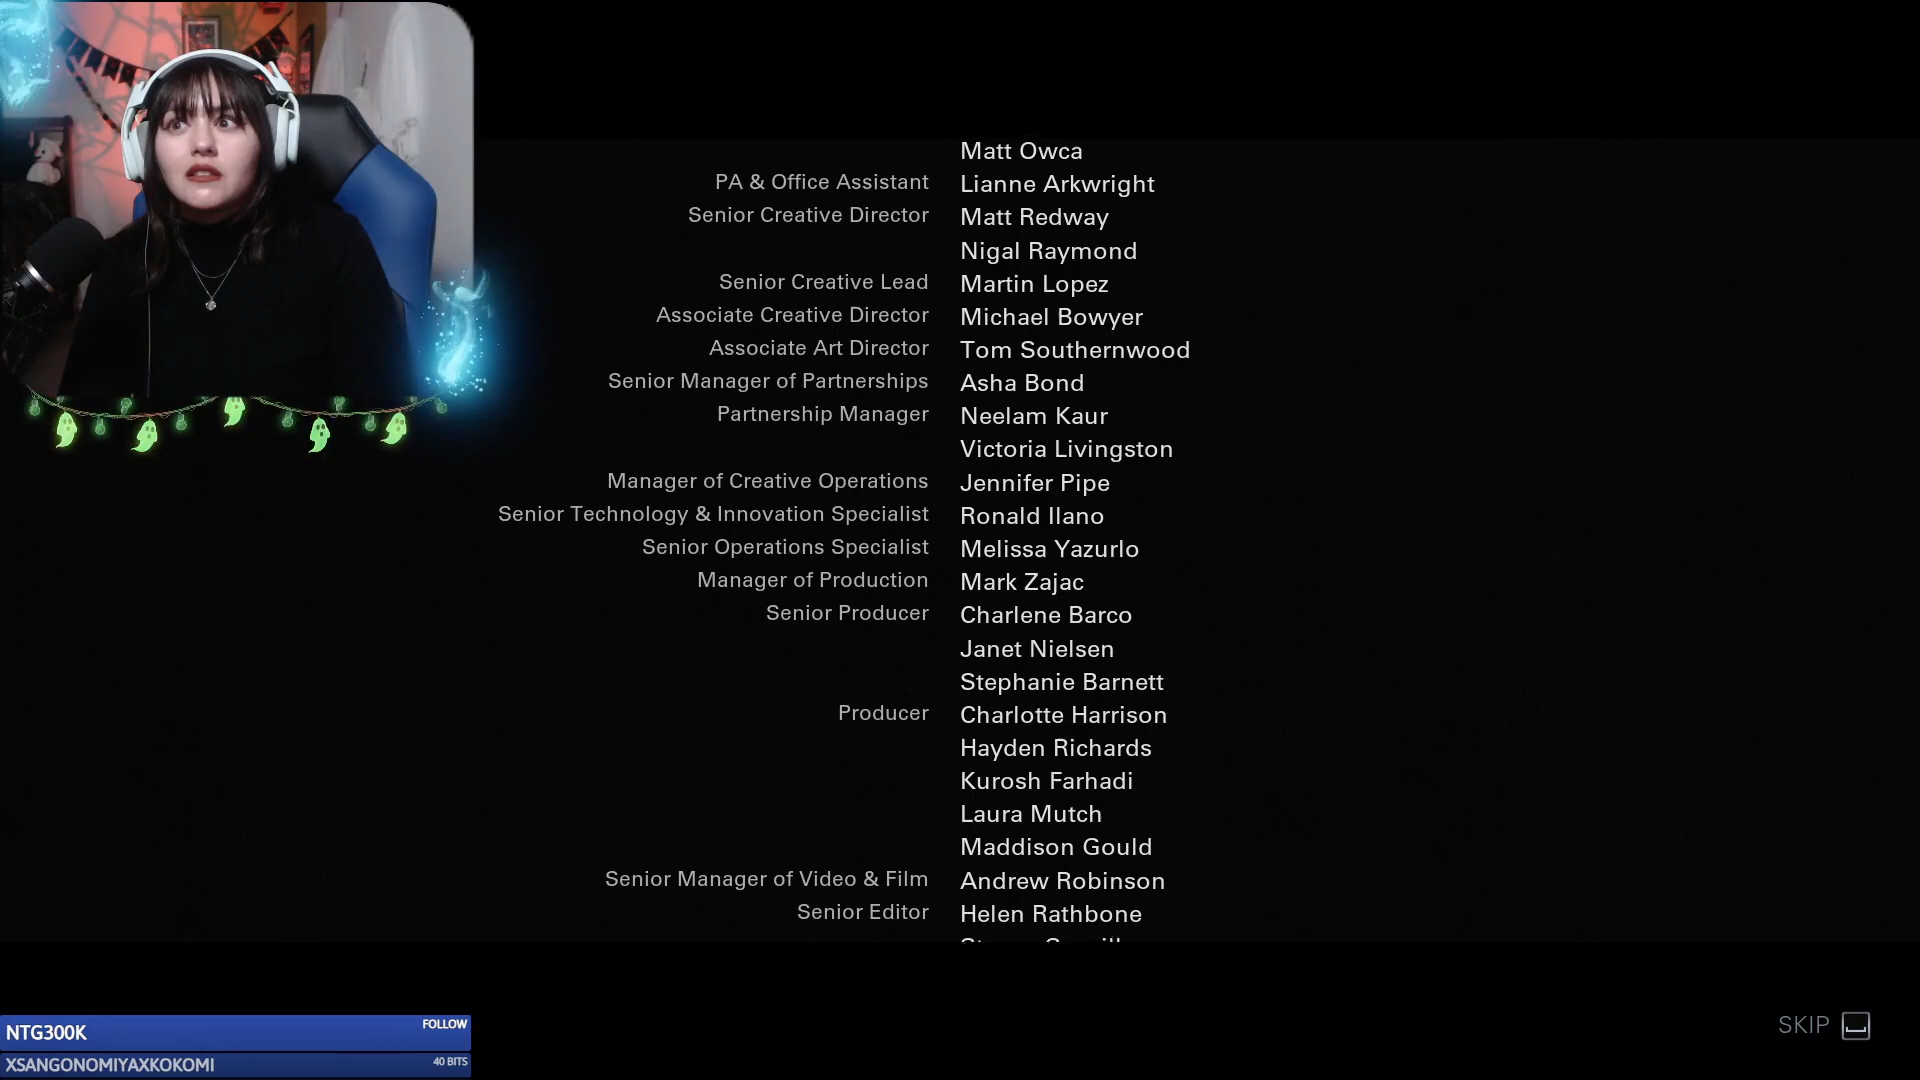 Matt Owca
PA & Office Assistant Lianne Arkwright
Senior Creative Director Matt Redway
Nigal Raymond
Senior Creative Lead Martin Lopez
Associate Creative Director Michael Bowyer
Associate Art Director Tom Southernwood
Senior Manager of Partnerships Asha Bond
Partnership Manager Neelam Kaur
Victoria Livingston
Manager of Creative Operations Jennifer Pipe
Senior Technology & Innovation Specialist Ronald Ilano
Senior Operations Specialist Melissa Yazurlo
Manager of Production Mark Zajac
Senior Producer Charlene Barco
Janet Nielsen
Stephanie Barnett
Producer Charlotte Harrison
Hayden Richards
Kurosh Farhadi
Laura Mutch
Maddison Gould
Senior Manager of Video & Film Andrew Robinson
Senior Editor Helen Rathbone
NTG300K FOLLOW
XSANGONOMIYAXKOKOMI 40 BITS
SKIP